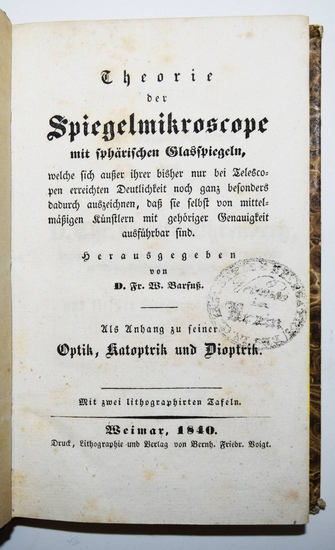 Theorie
der
Spiegelmikroscope
mit sphärischen Glasspiegeln,
welche sich außer ihrer bisher nur bei Telesco-
pen erreichten Deutlichkeit noch ganz besonders
dadurch auszeichnen, daß sie selbst von mittel-
mäßigen Künstlern mit gehöriger Genauigkeit
ausführbar sind.
Herausgegeben
von
D. Fr. W. Barfuß.
Als Anhang zu seiner
Optik, Katoptrik und Dioptrik.
Mit zwei lithographirten Tafeln.
Weimar, 1840.
Druck, Lithographie und Verlag von Bernh. Friedr. Voigt.